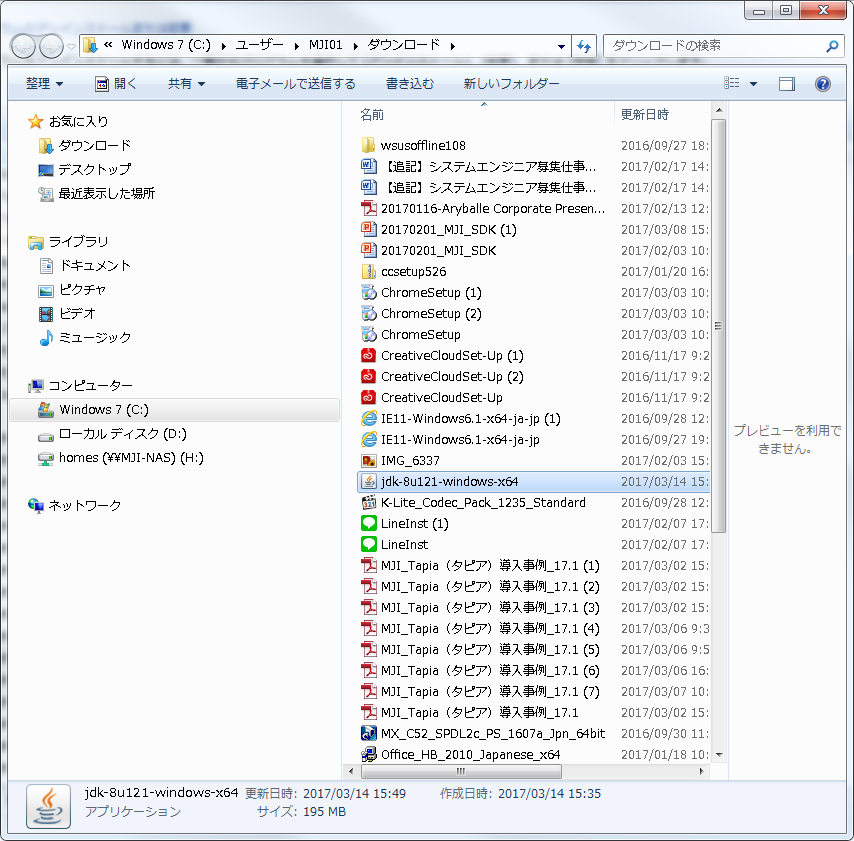 « Windows 7 (C:) ▸ ユーザー ▸ MJI01 ▸ ダウンロード ▸
ダウンロードの検索
整理 開く 共有 電子メールで送信する 書き込む 新しいフォルダー
お気に入り
ダウンロード
デスクトップ
最近表示した場所
ライブラリ
ドキュメント
ピクチャ
ビデオ
ミュージック
コンピューター
Windows 7 (C:)
ローカル ディスク (D:)
homes (¥¥MJI-NAS) (H:)
ネットワーク
名前 更新日時
wsusoffline108 2016/09/27 18:
【追記】システムエンジニア募集仕事... 2017/02/17 14:
【追記】システムエンジニア募集仕事... 2017/02/17 14:
20170116-Aryballe Corporate Presen... 2017/02/13 12:
20170201_MJI_SDK (1) 2017/03/08 15:
20170201_MJI_SDK 2017/02/03 10:
ccsetup526 2017/01/20 16:
ChromeSetup (1) 2017/03/03 10:
ChromeSetup (2) 2017/03/03 10:
ChromeSetup 2017/03/03 10:
CreativeCloudSet-Up (1) 2016/11/17 9:2
CreativeCloudSet-Up (2) 2016/11/17 9:2
CreativeCloudSet-Up 2016/11/17 9:2
IE11-Windows6.1-x64-ja-jp (1) 2016/09/28 12:
IE11-Windows6.1-x64-ja-jp 2016/09/27 19:
IMG_6337 2017/02/03 15:
jdk-8u121-windows-x64 2017/03/14 15:
K-Lite_Codec_Pack_1235_Standard 2016/09/28 12:
LineInst (1) 2017/02/07 17:
LineInst 2017/02/07 17:
MJI_Tapia（タピア）導入事例_17.1 (1) 2017/03/02 15:
MJI_Tapia（タピア）導入事例_17.1 (2) 2017/03/02 15:
MJI_Tapia（タピア）導入事例_17.1 (3) 2017/03/02 15:
MJI_Tapia（タピア）導入事例_17.1 (4) 2017/03/06 9:3
MJI_Tapia（タピア）導入事例_17.1 (5) 2017/03/06 9:5
MJI_Tapia（タピア）導入事例_17.1 (6) 2017/03/06 16:
MJI_Tapia（タピア）導入事例_17.1 (7) 2017/03/07 10:
MJI_Tapia（タピア）導入事例_17.1 2017/03/02 15:
MX_C52_SPDL2c_PS_1607a_Jpn_64bit 2016/09/30 11:
Office_HB_2010_Japanese_x64 2017/01/18 10:
プレビューを利用で
きません。
jdk-8u121-windows-x64 更新日時: 2017/03/14 15:49 作成日時: 2017/03/14 15:35
アプリケーション サイズ: 195 MB